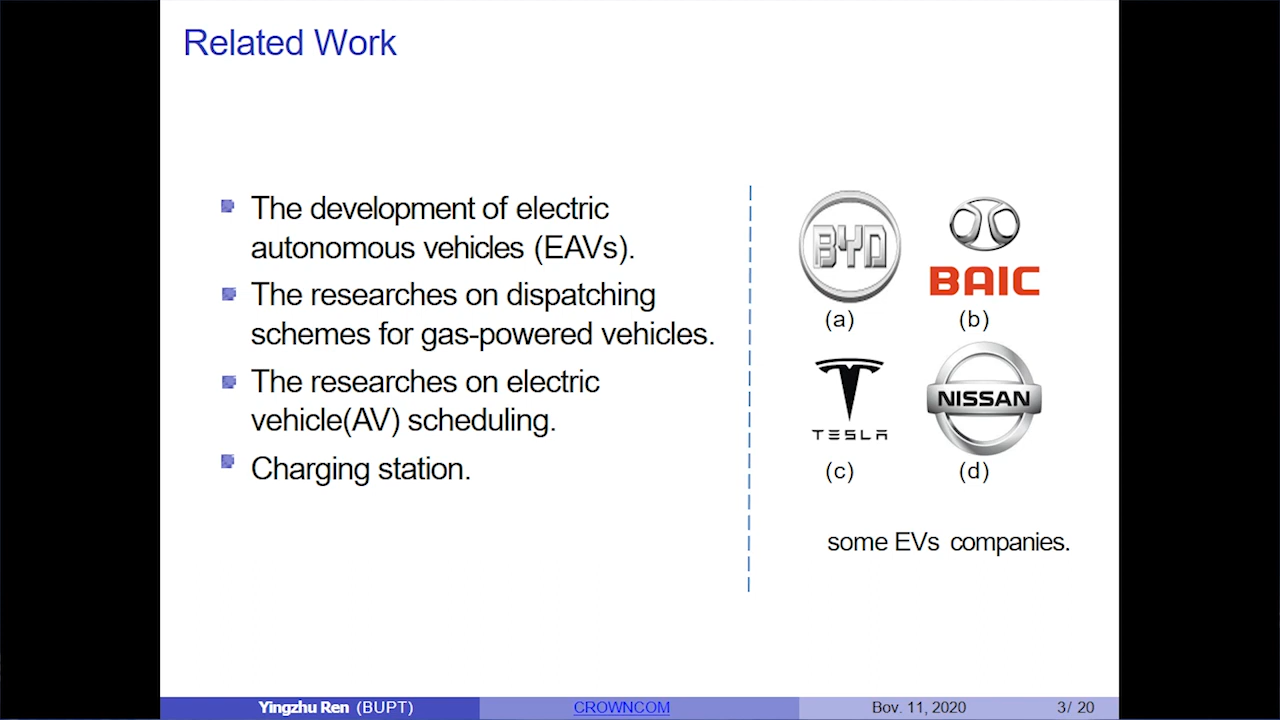 Related Work
The development of electric
autonomous vehicles (EAVs).
The researches on dispatching
schemes for gas-powered vehicles.
The researches on electric
vehicle(AV) scheduling.
Charging station.
BYD
BAIC
(a)
(b)
TESLA
NISSAN
(c)
(d)
some EVs companies.
Yingzhu Ren (BUPT)
CROWNCOM
Bov. 11, 2020
3/ 20